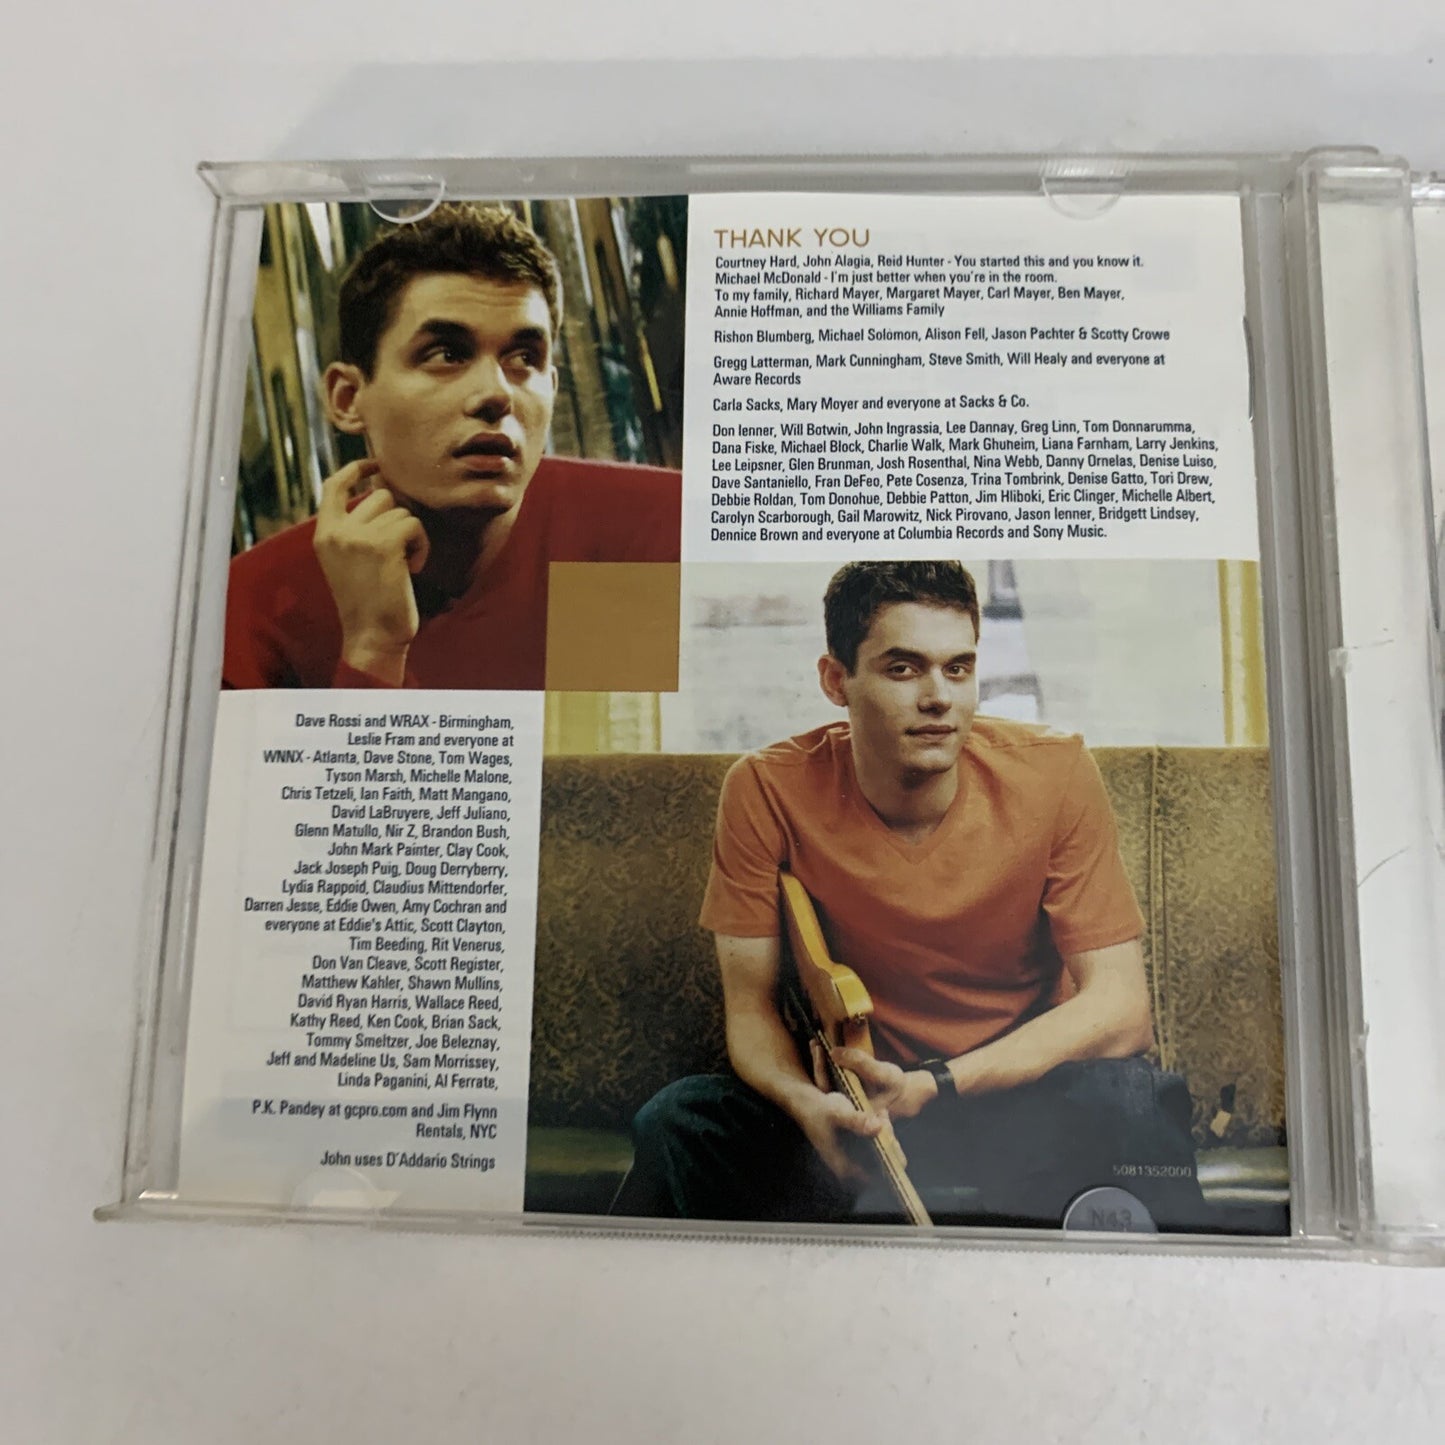 THANK YOU
Courtney Hard, John Alagia, Reid Hunter - You started this and you know it.
Michael McDonald - I'm just better when you're in the room.
To my family, Richard Mayer, Margaret Mayer, Carl Mayer, Ben Mayer,
Annie Hoffman, and the Williams Family
Rishon Blumberg, Michael Solomon, Alison Fell, Jason Pachter & Scotty Crowe
Gregg Latterman, Mark Cunningham, Steve Smith, Will Healy and everyone at
Aware Records
Carla Sacks, Mary Moyer and everyone at Sacks & Co.
Don Ienner, Will Botwin, John Ingrassia, Lee Dannay, Greg Linn, Tom Donnarumma,
Dana Fiske, Michael Block, Charlie Walk, Mark Ghuheim, Liana Farnham, Larry Jenkins,
Lee Leipsner, Glen Brunman, Josh Rosenthal, Nina Webb, Danny Ornelas, Denise Luiso,
Dave Santaniello, Fran DeFeo, Pete Cosenza, Trina Tombrink, Denise Gatto, Tori Drew,
Debbie Roldan, Tom Donohue, Debbie Patton, Jim Hliboki, Eric Clinger, Michelle Albert,
Carolyn Scarborough, Gail Marowitz, Nick Pirovano, Jason Ienner, Bridgett Lindsey,
Dennice Brown and everyone at Columbia Records and Sony Music.
Dave Rossi and WRAX - Birmingham,
Leslie Fram and everyone at
WNNX - Atlanta, Dave Stone, Tom Wages,
Tyson Marsh, Michelle Malone,
Chris Tetzeli, Ian Faith, Matt Mangano,
David LaBruyere, Jeff Juliano,
Glenn Matullo, Nir Z, Brandon Bush,
John Mark Painter, Clay Cook,
Jack Joseph Puig, Doug Derryberry,
Lydia Rappoid, Claudius Mittendorfer,
Darren Jesse, Eddie Owen, Amy Cochran and
everyone at Eddie's Attic, Scott Clayton,
Tim Beeding, Rit Venerus,
Don Van Cleave, Scott Register,
Matthew Kahler, Shawn Mullins,
David Ryan Harris, Wallace Reed,
Kathy Reed, Ken Cook, Brian Sack,
Tommy Smeltzer, Joe Beleznay,
Jeff and Madeline Us, Sam Morrissey,
Linda Paganini, Al Ferrate,
P.K. Pandey at gcpro.com and Jim Flynn
Rentals, NYC
John uses D'Addario Strings
5081352000
N43